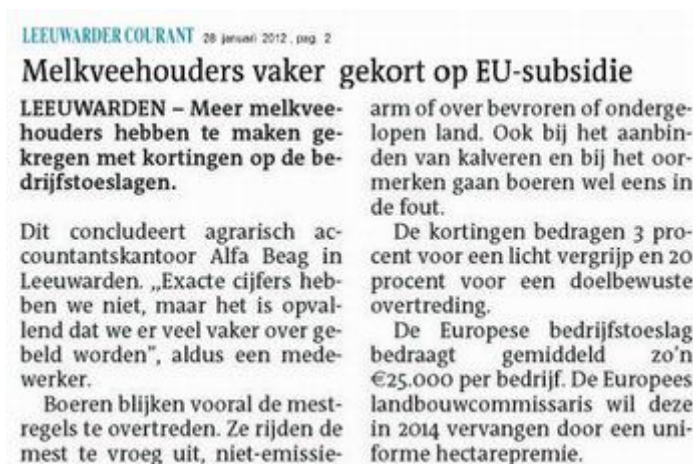 LEEUWARDER COURANT 28 januari 2012, pag. 2
Melkveehouders vaker gekort op EU-subsidie
LEEUWARDEN – Meer melkvee-
houders hebben te maken ge-
kregen met kortingen op de be-
drijfstoeslagen.
Dit concludeert agrarisch ac-
countantskantoor Alfa Beag in
Leeuwarden. „Exacte cijfers heb-
ben we niet, maar het is opval-
lend dat we er veel vaker over ge-
beld worden”, aldus een mede-
werker.
Boeren blijken vooral de mest-
regels te overtreden. Ze rijden de
mest te vroeg uit, niet-emissie-
arm of over bevroren of onderge-
lopen land. Ook bij het aanbin-
den van kalveren en bij het oor-
merken gaan boeren wel eens in
de fout.
De kortingen bedragen 3 pro-
cent voor een licht vergrijp en 20
procent voor een doelbewuste
overtreding.
De Europese bedrijfstoeslag
bedraagt gemiddeld zo’n
€25.000 per bedrijf. De Europees
landbouwcommissaris wil deze
in 2014 vervangen door een uni-
forme hectarepremie.